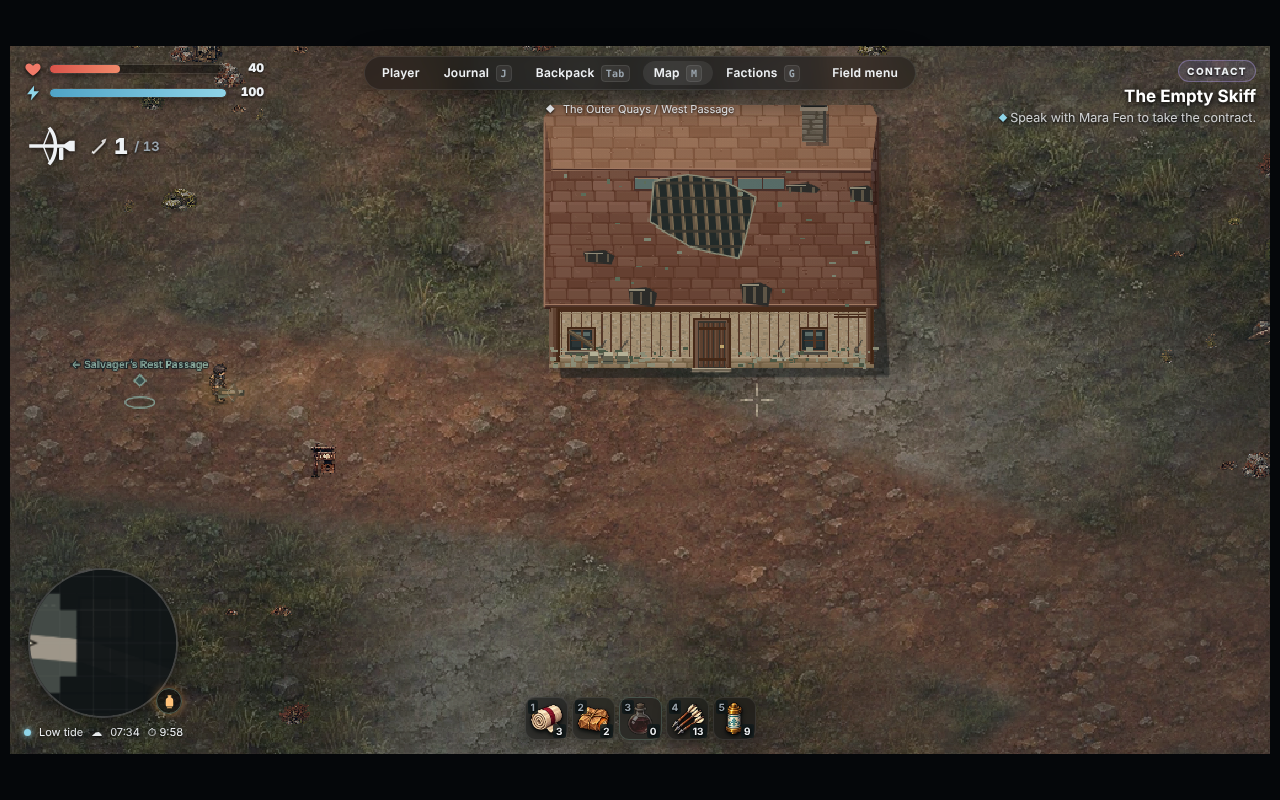 40
100
1 / 13
Player
Journal J
Backpack Tab
Map M
Factions G
Field menu
The Outer Quays / West Passage
CONTACT
The Empty Skiff
Speak with Mara Fen to take the contract.
← Salvager's Rest Passage
Low tide 07:34 9:58
1 3
2 2
3 0
4 13
5 9